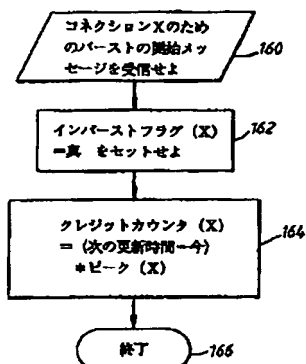 コネクションXのため
のバーストの開始メッ
セージを受信せよ
160
インバーストフラグ (X)
=真 をセットせよ
162
クレジットカウンタ (X)
= (次の更新時間-今)
*ピーク (X)
164
終了
166